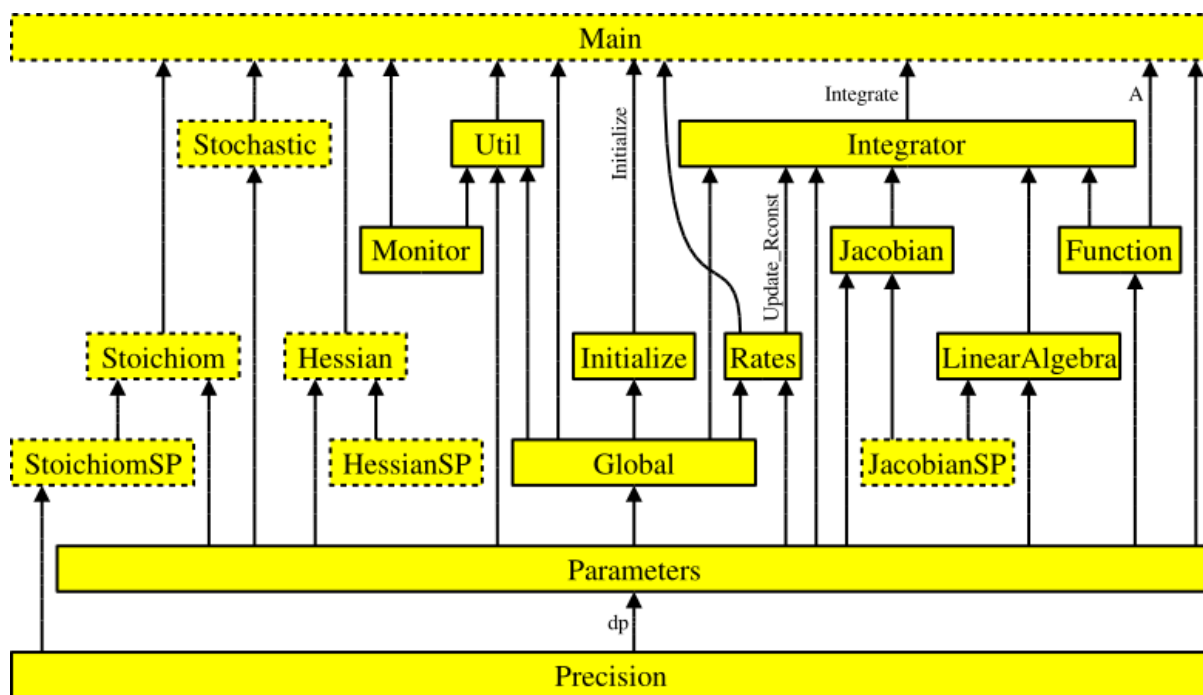 Main
Integrate
A
Stochastic
Util
Initialize
Integrator
Monitor
Update_Rconst
Jacobian
Function
Stoichiom
Hessian
Initialize
Rates
LinearAlgebra
StoichiomSP
HessianSP
Global
JacobianSP
Parameters
dp
Precision